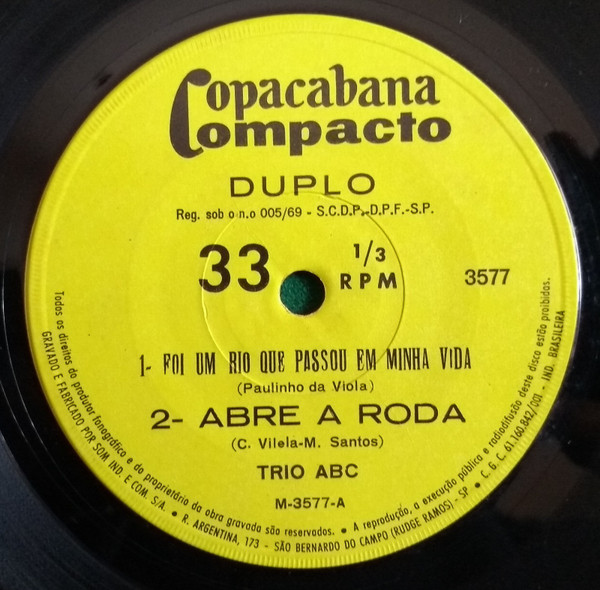 Copacabana
Compacto
DUPLO
Reg. sob o n.o 005/69 - S.C.D.P.-D.P.F.-S.P.
33 1/3 RPM
3577
1- FOI UM RIO QUE PASSOU EM MINHA VIDA
(Paulinho da Viola)
2- ABRE A RODA
(C. Vilela-M. Santos)
TRIO ABC
M-3577-A
Todos os direitos do produtor fonográfico e do proprietário da obra gravada são reservados. • A reprodução, a execução pública e radiodifusão deste disco estão proibidas.
GRAVADO E FABRICADO POR SOM IND. E COM. S/A. • R. ARGENTINA, 173 - SÃO BERNARDO DO CAMPO (RUDGE RAMOS) - SP • C. G. C. 61.160.842/001 - IND. BRASILEIRA